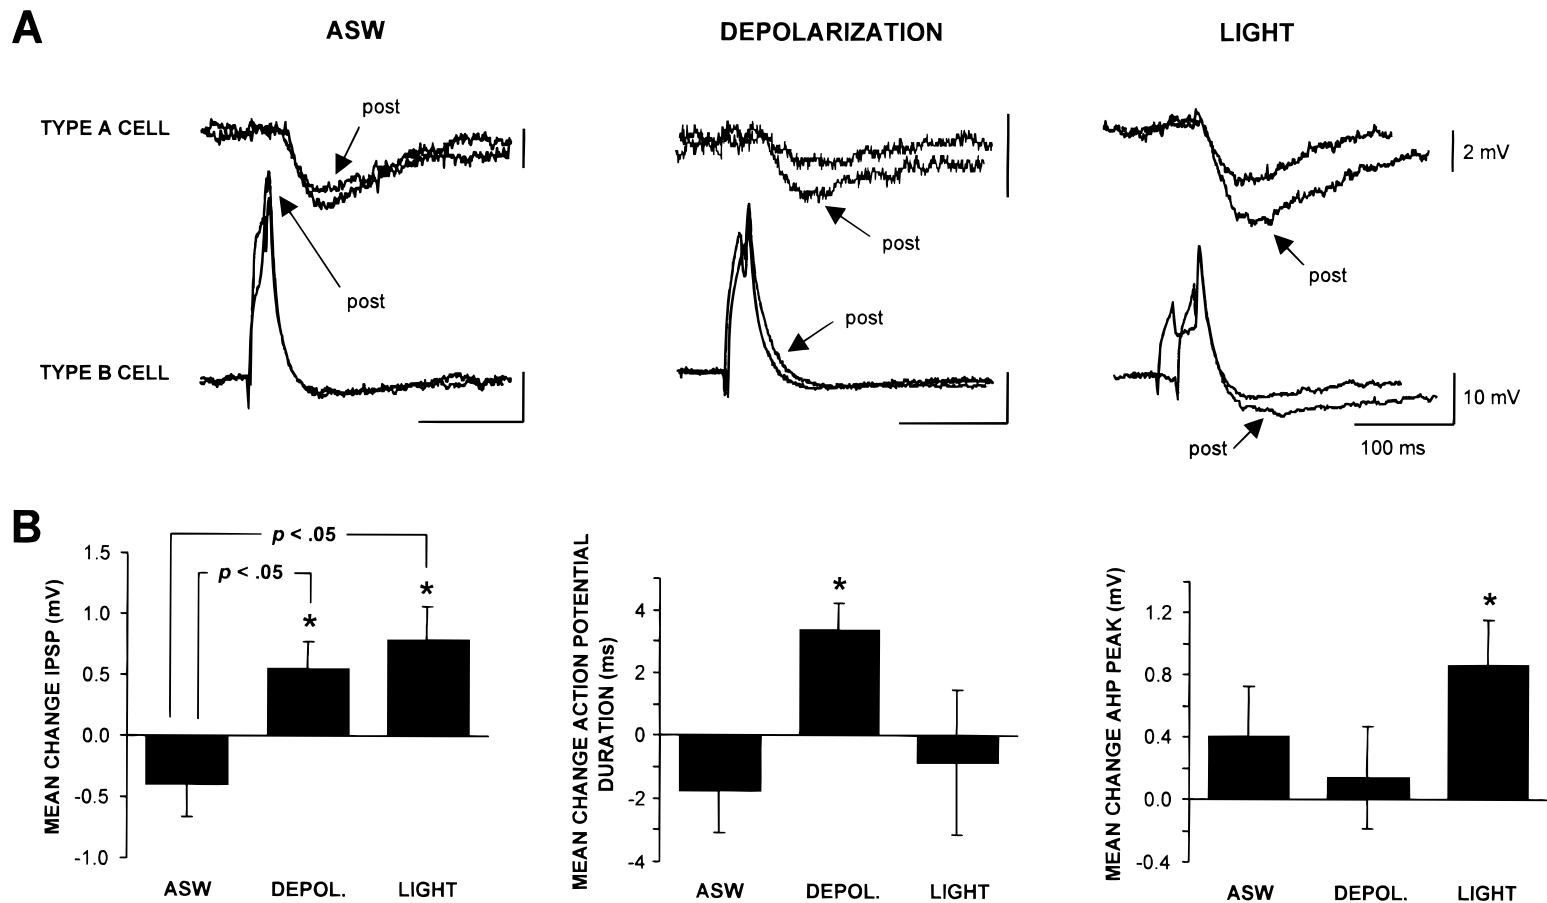 A
ASW
DEPOLARIZATION
LIGHT
TYPE A CELL
post
post
TYPE B CELL
post
post
2 mV
post
post
10 mV
100 ms
B
MEAN CHANGE IPSP (mV)
1.5
1.0
0.5
0.0
-0.5
-1.0
p < .05
p < .05
*
*
ASW
DEPOL.
LIGHT
MEAN CHANGE ACTION POTENTIAL
DURATION (ms)
4
2
0
-2
-4
*
ASW
DEPOL.
LIGHT
MEAN CHANGE AHP PEAK (mV)
1.2
0.8
0.4
0.0
-0.4
*
ASW
DEPOL.
LIGHT